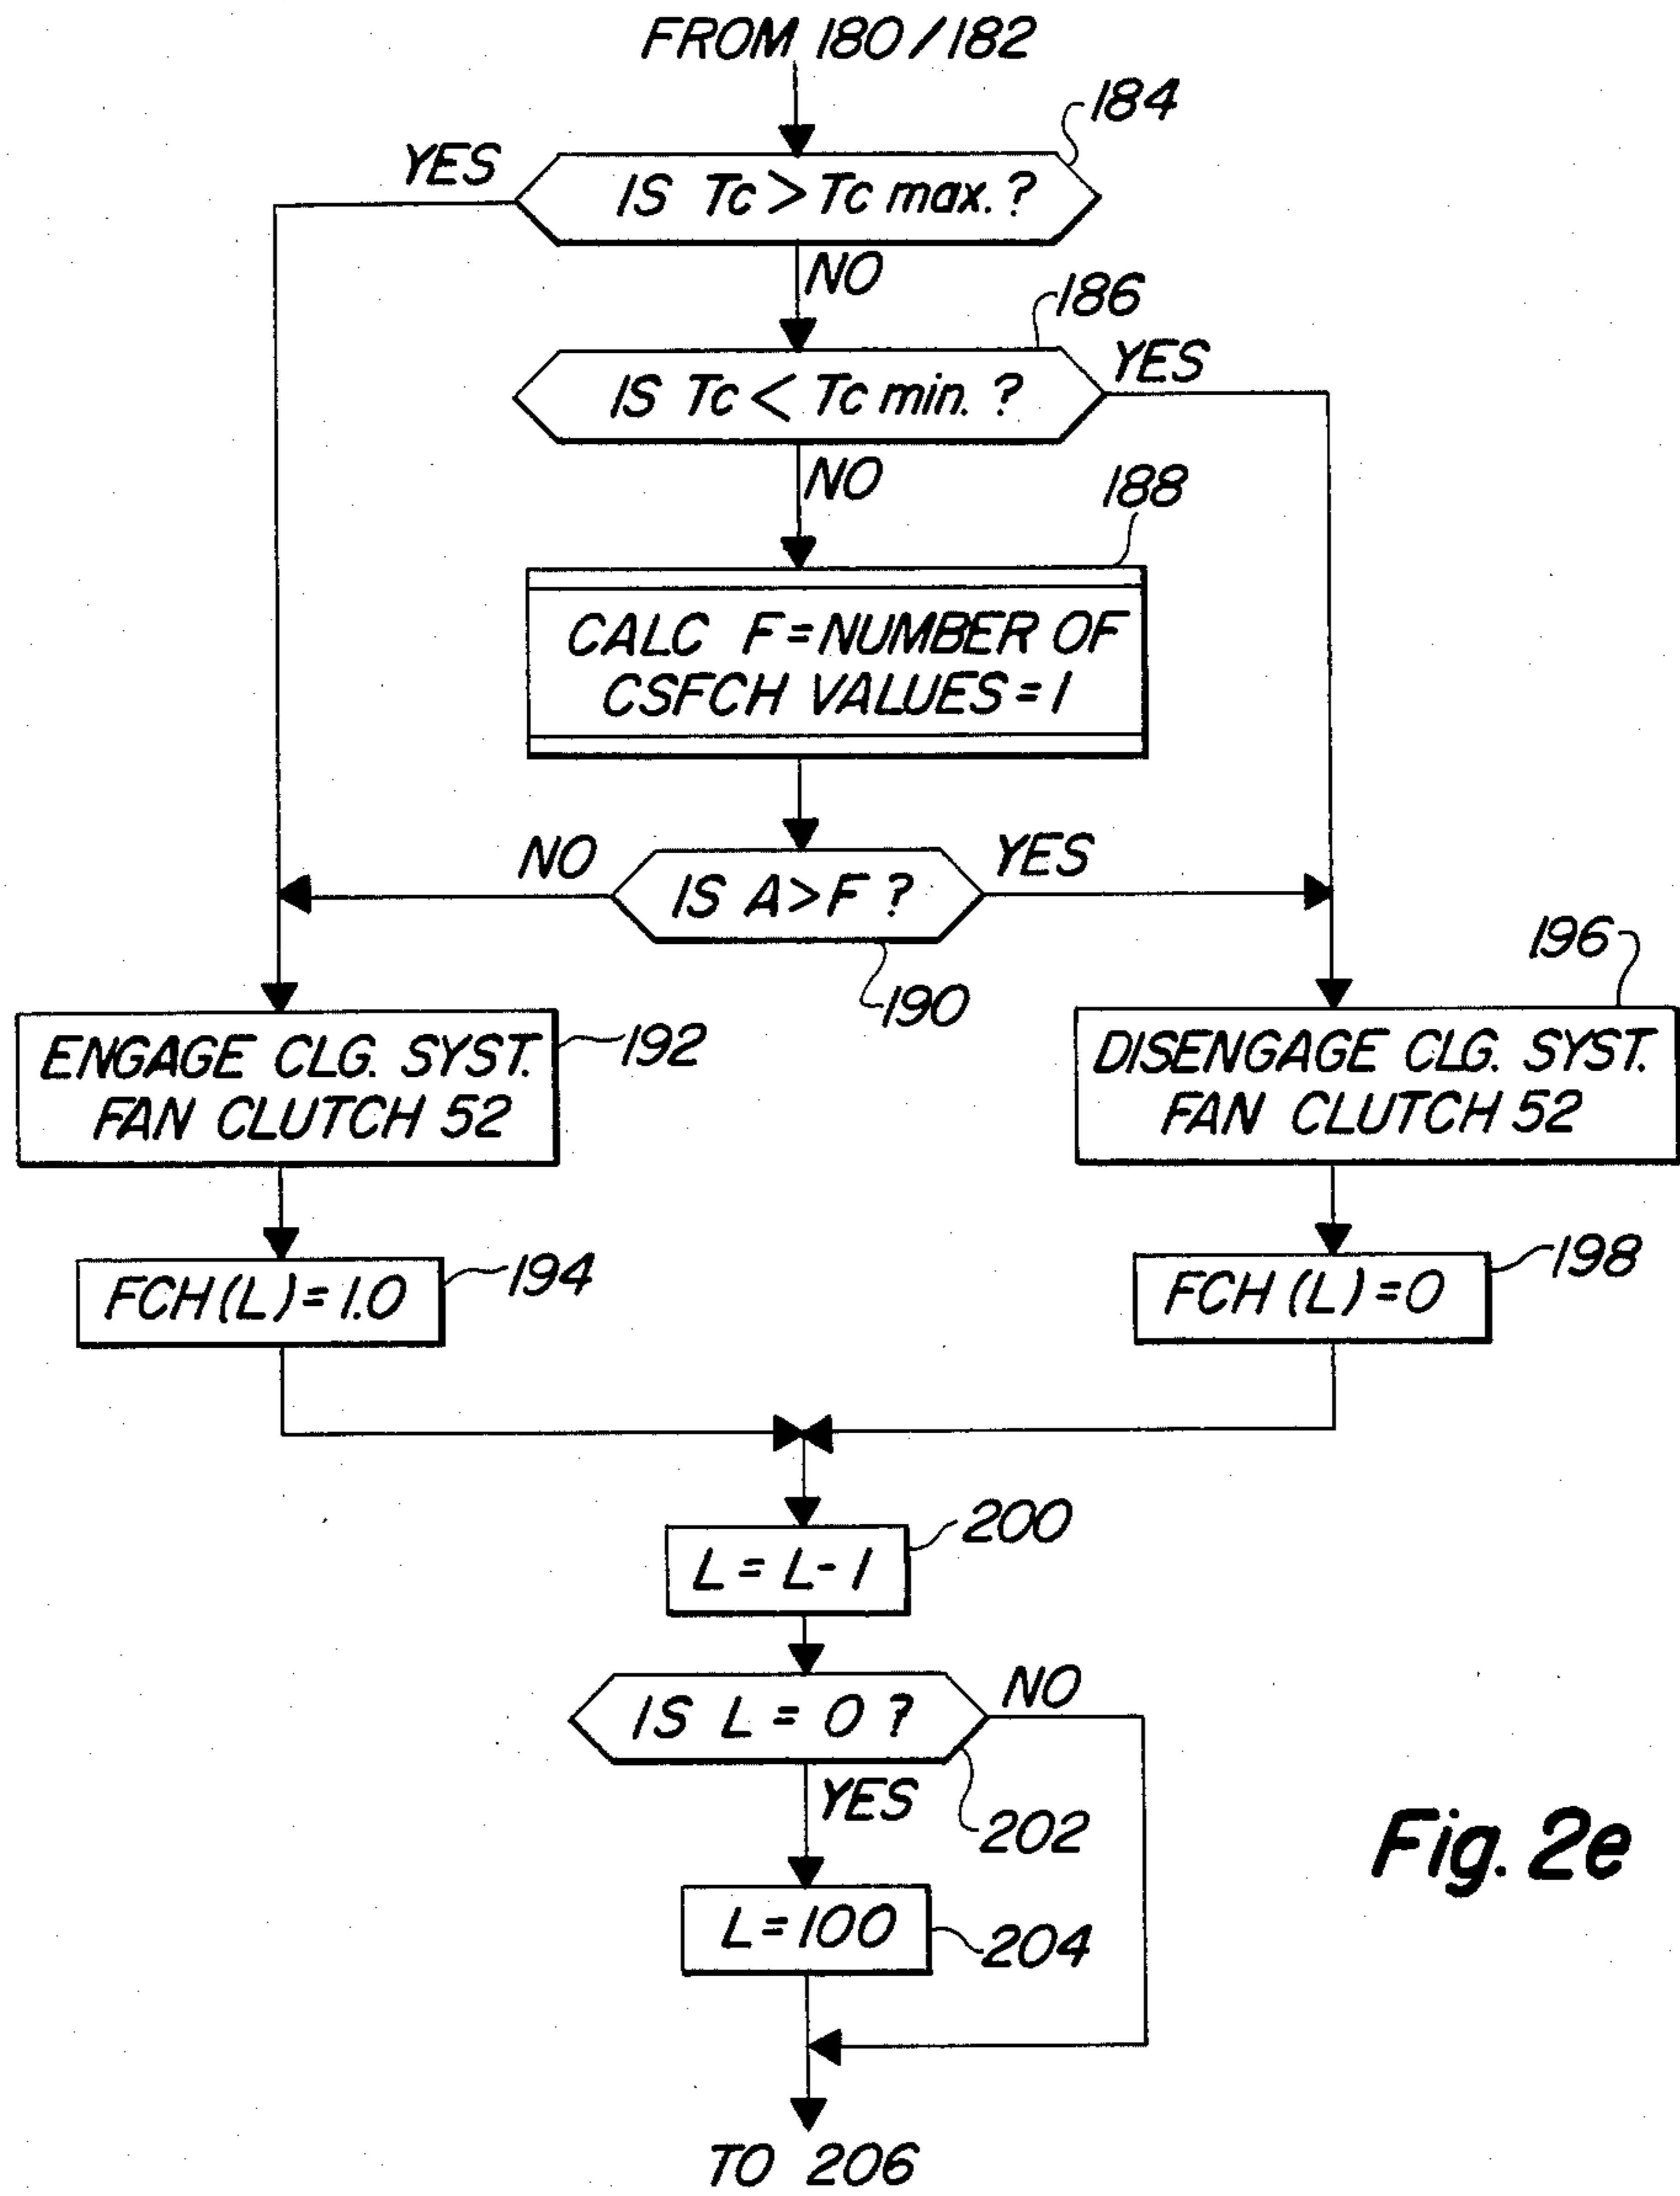 FROM 180/182
184
YES
IS Tc > Tc max. ?
NO
186
YES
IS Tc < Tc min. ?
NO
188
CALC F = NUMBER OF
CSFCH VALUES = 1
NO
YES
IS A > F ?
190
196
ENGAGE CLG. SYST.
FAN CLUTCH 52
192
DISENGAGE CLG. SYST.
FAN CLUTCH 52
FCH (L) = 1.0
194
FCH (L) = 0
198
200
L = L - 1
NO
IS L = 0 ?
YES
202
L = 100
204
Fig. 2e
TO 206